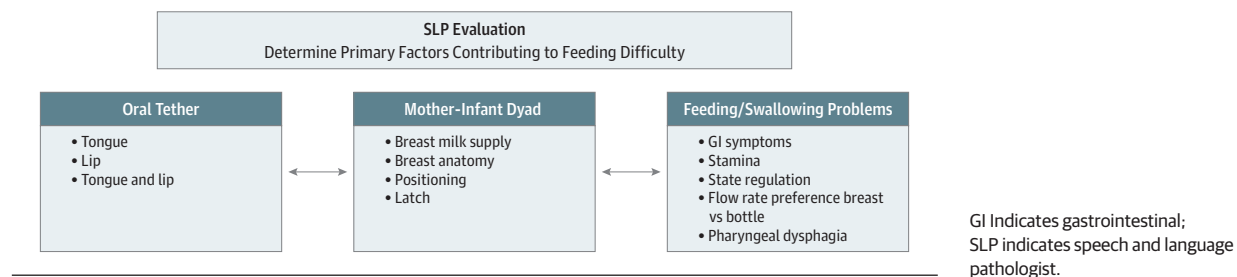 SLP Evaluation
Determine Primary Factors Contributing to Feeding Difficulty
Oral Tether
• Tongue
• Lip
• Tongue and lip
Mother-Infant Dyad
• Breast milk supply
• Breast anatomy
• Positioning
• Latch
Feeding/Swallowing Problems
• GI symptoms
• Stamina
• State regulation
• Flow rate preference breast
vs bottle
• Pharyngeal dysphagia
GI Indicates gastrointestinal;
SLP indicates speech and language
pathologist.